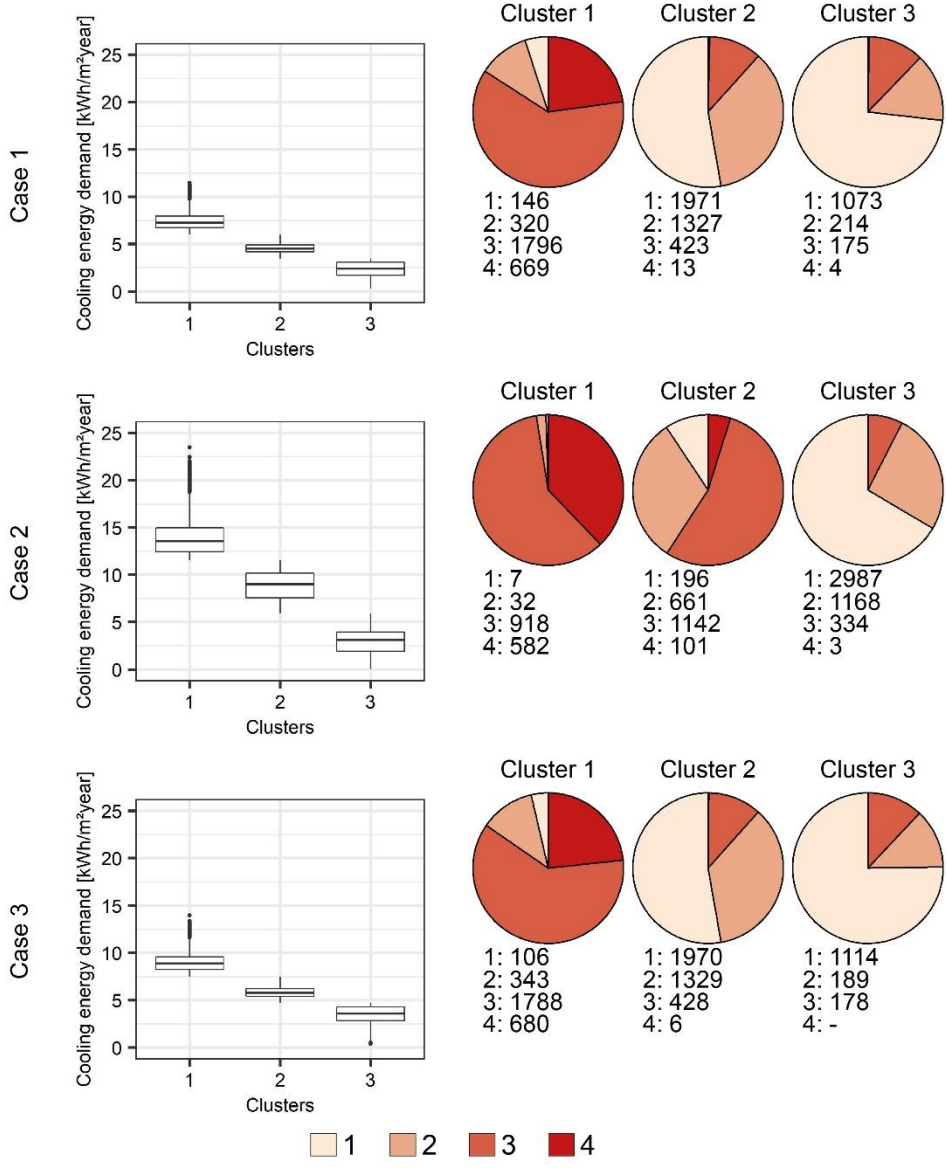 Case 1
Cooling energy demand [kWh/m²year]
25
20
15
10
5
0
1 2 3
Clusters
Cluster 1
1: 146
2: 320
3: 1796
4: 669
Cluster 2
1: 1971
2: 1327
3: 423
4: 13
Cluster 3
1: 1073
2: 214
3: 175
4: 4
Case 2
Cooling energy demand [kWh/m²year]
25
20
15
10
5
0
1 2 3
Clusters
Cluster 1
1: 7
2: 32
3: 918
4: 582
Cluster 2
1: 196
2: 661
3: 1142
4: 101
Cluster 3
1: 2987
2: 1168
3: 334
4: 3
Case 3
Cooling energy demand [kWh/m²year]
25
20
15
10
5
0
1 2 3
Clusters
Cluster 1
1: 106
2: 343
3: 1788
4: 680
Cluster 2
1: 1970
2: 1329
3: 428
4: 6
Cluster 3
1: 1114
2: 189
3: 178
4: -
1 2 3 4